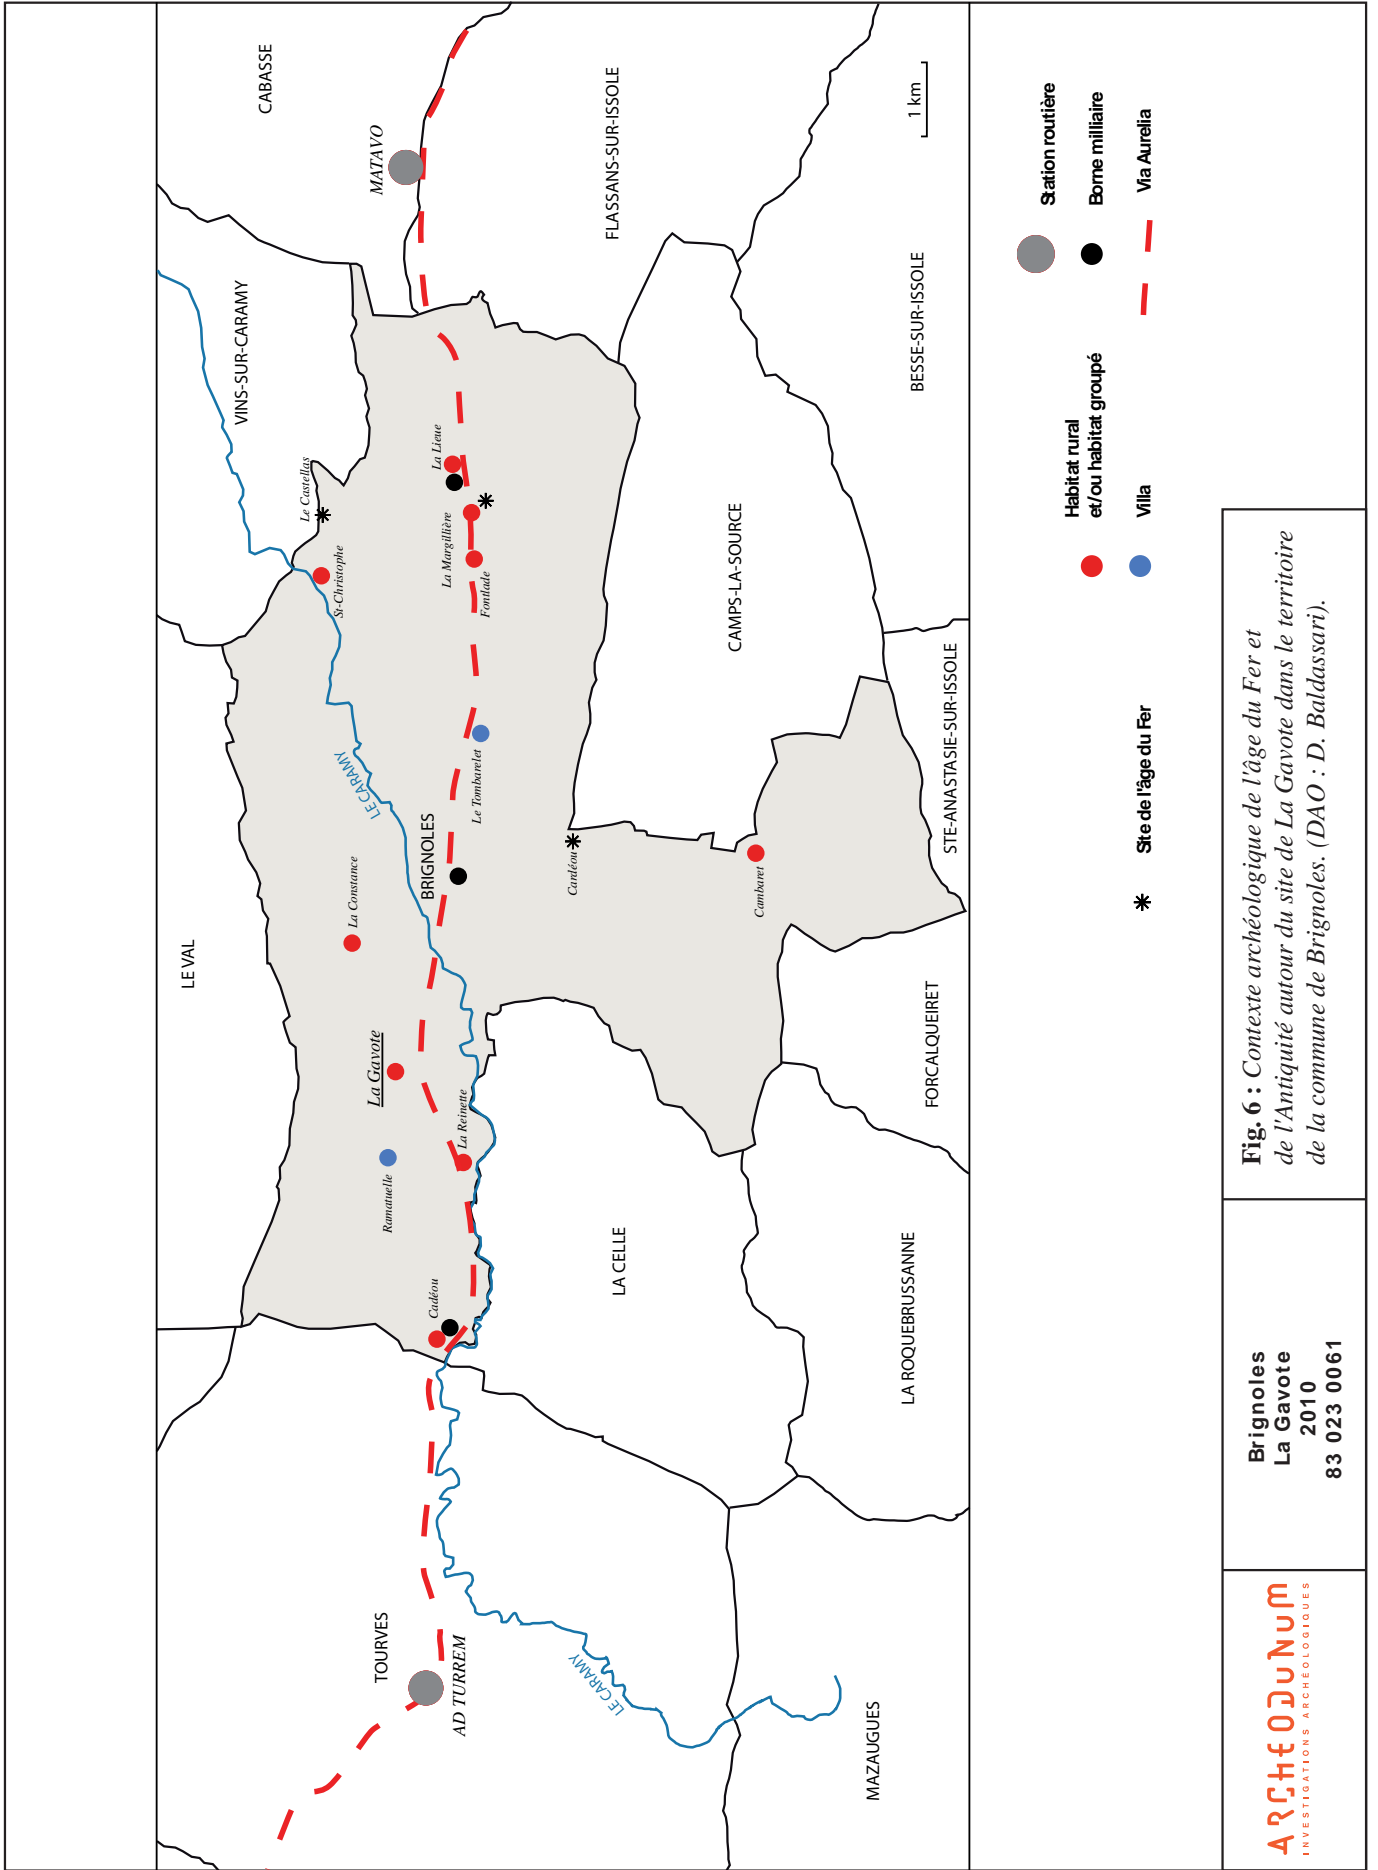 TOURVES
AD TURREM
LE CARAMY
MAZAUGUES
LE VAL
Cadéou
Ramatuelle
La Gavote
La Reinette
La Constance
BRIGNOLES
LE CARAMY
Le Tombarelet
Cardéou
Cambaret
St-Christophe
Le Castellas
La Margillière
Fontlade
La Lieue
VINS-SUR-CARAMY
CABASSE
MATAVO
FLASSANS-SUR-ISSOLE
BESSE-SUR-ISSOLE
CAMPS-LA-SOURCE
STE-ANASTASIE-SUR-ISSOLE
FORCALQUEIRET
LA CELLE
LA ROQUEBRUSSANNE
1 km
Site de l'âge du Fer
Habitat rural
et/ou habitat groupé
Villa
Station routière
Borne milliaire
Via Aurelia
ARCHEODUNUM
INVESTIGATIONS ARCHÉOLOGIQUES
Brignoles
La Gavote
2010
83 023 0061
Fig. 6 : Contexte archéologique de l'âge du Fer et
de l'Antiquité autour du site de La Gavote dans le territoire
de la commune de Brignoles. (DAO : D. Baldassari).